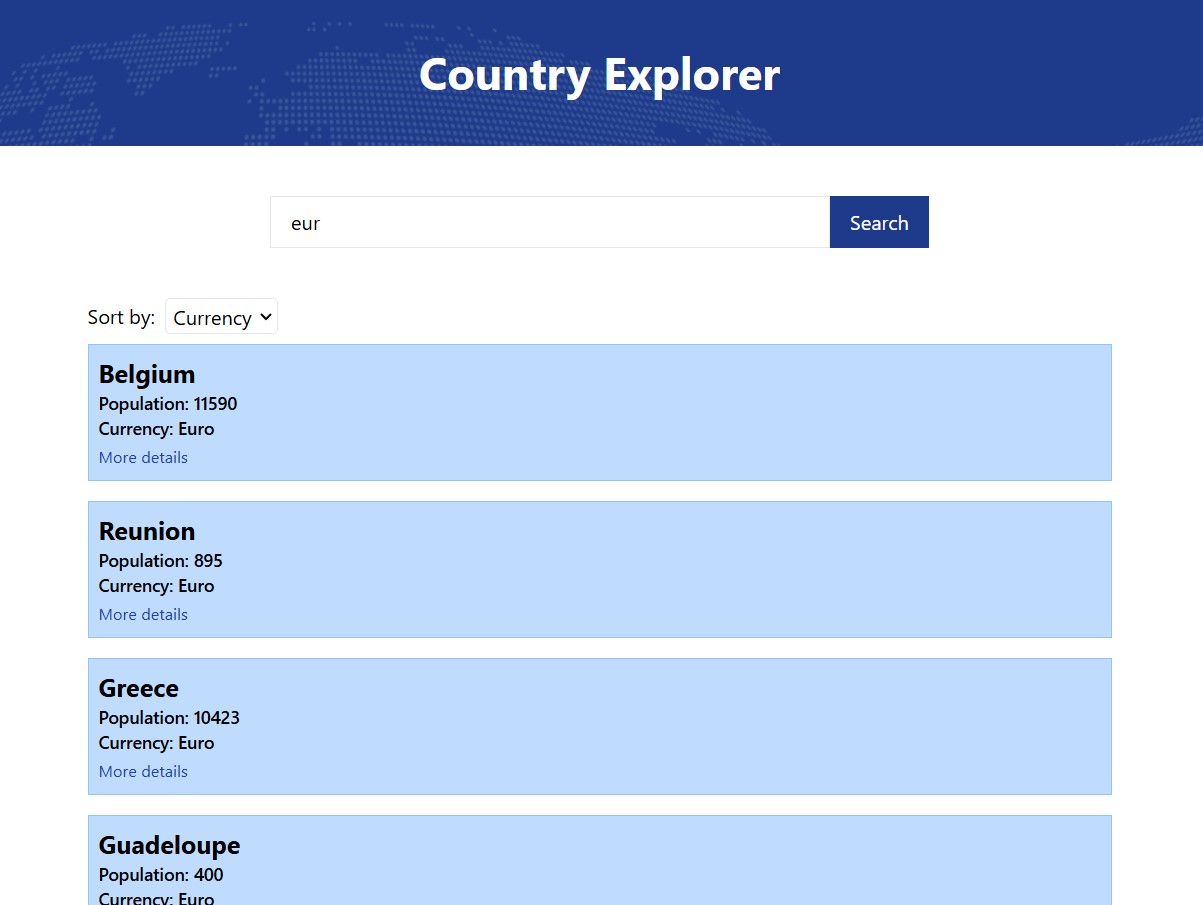 Country Explorer
eur
Search
Sort by:
Currency
Belgium
Population: 11590
Currency: Euro
More details
Reunion
Population: 895
Currency: Euro
More details
Greece
Population: 10423
Currency: Euro
More details
Guadeloupe
Population: 400
Currency: Euro